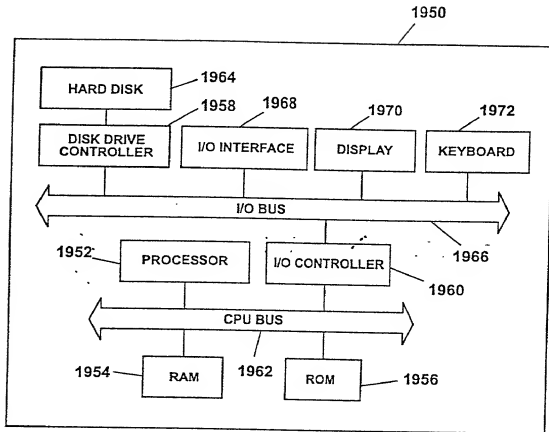 1950
HARD DISK
1964
1958
1968
1970
1972
DISK DRIVE
CONTROLLER
I/O INTERFACE
DISPLAY
KEYBOARD
I/O BUS
1966
1952
PROCESSOR
I/O CONTROLLER
1960
CPU BUS
1954
RAM
1962
ROM
1956